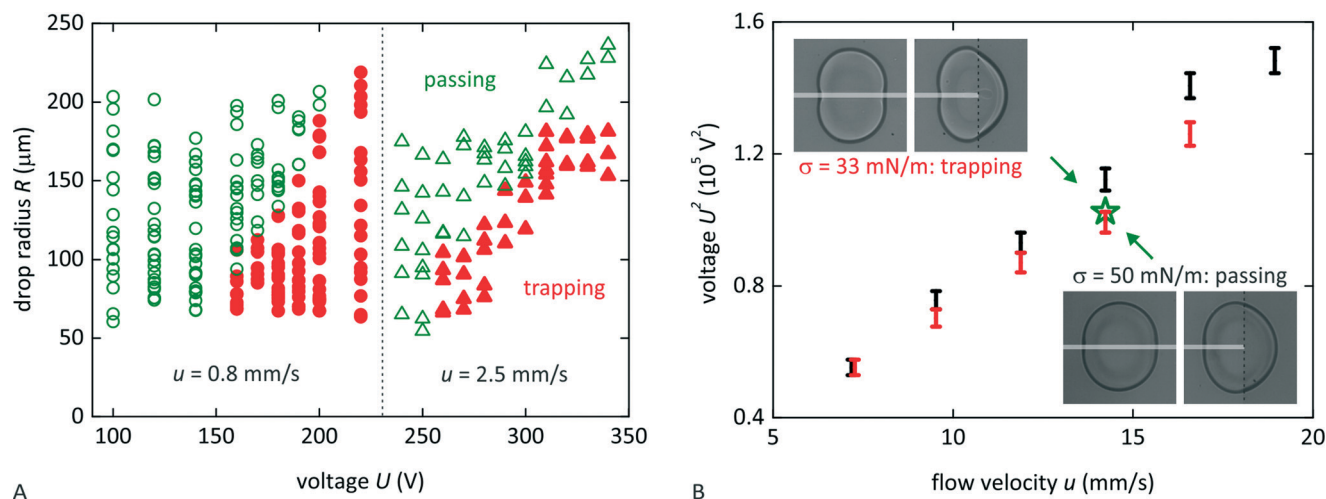 250
200
150
100
50
0
drop radius R (µm)
passing
trapping
u = 0.8 mm/s
u = 2.5 mm/s
100
150
200
250
300
350
voltage U (V)
A
1.6
1.2
0.8
0.4
voltage U² (10⁵ V²)
σ = 33 mN/m: trapping
σ = 50 mN/m: passing
5
10
15
20
flow velocity u (mm/s)
B